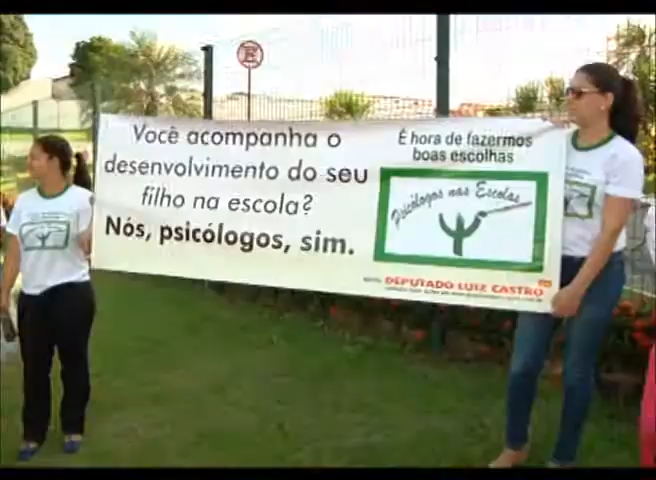 Você acompanha o
desenvolvimento do seu
filho na escola?
Nós, psicólogos, sim.
É hora de fazermos
boas escolhas
Psicólogos nas Escolas
DEPUTADO LUIZ CASTRO
E